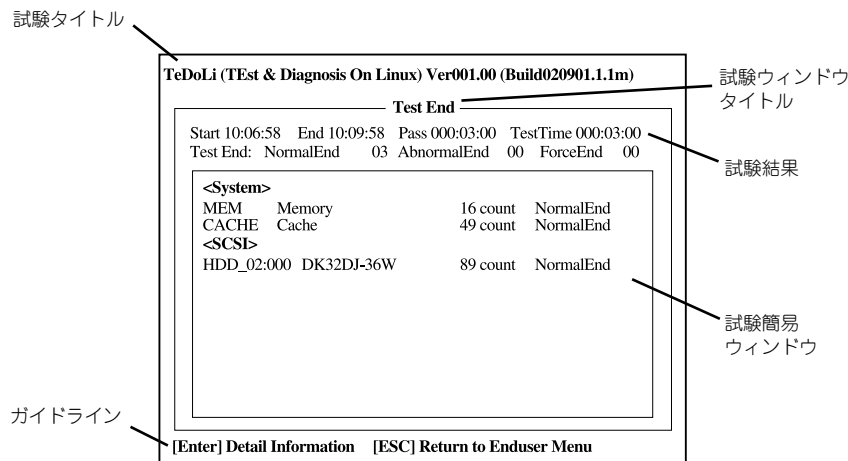 試験タイトル
TeDoLi (TEst & Diagnosis On Linux) Ver001.00 (Build020901.1.1m)
試験ウィンドウ
タイトル
Test End
Start 10:06:58 End 10:09:58 Pass 000:03:00 TestTime 000:03:00
Test End: NormalEnd 03 AbnormalEnd 00 ForceEnd 00
試験結果
<System>
MEM Memory 16 count NormalEnd
CACHE Cache 49 count NormalEnd
<SCSI>
HDD_02:000 DK32DJ-36W 89 count NormalEnd
試験簡易
ウィンドウ
ガイドライン
[Enter] Detail Information [ESC] Return to Enduser Menu